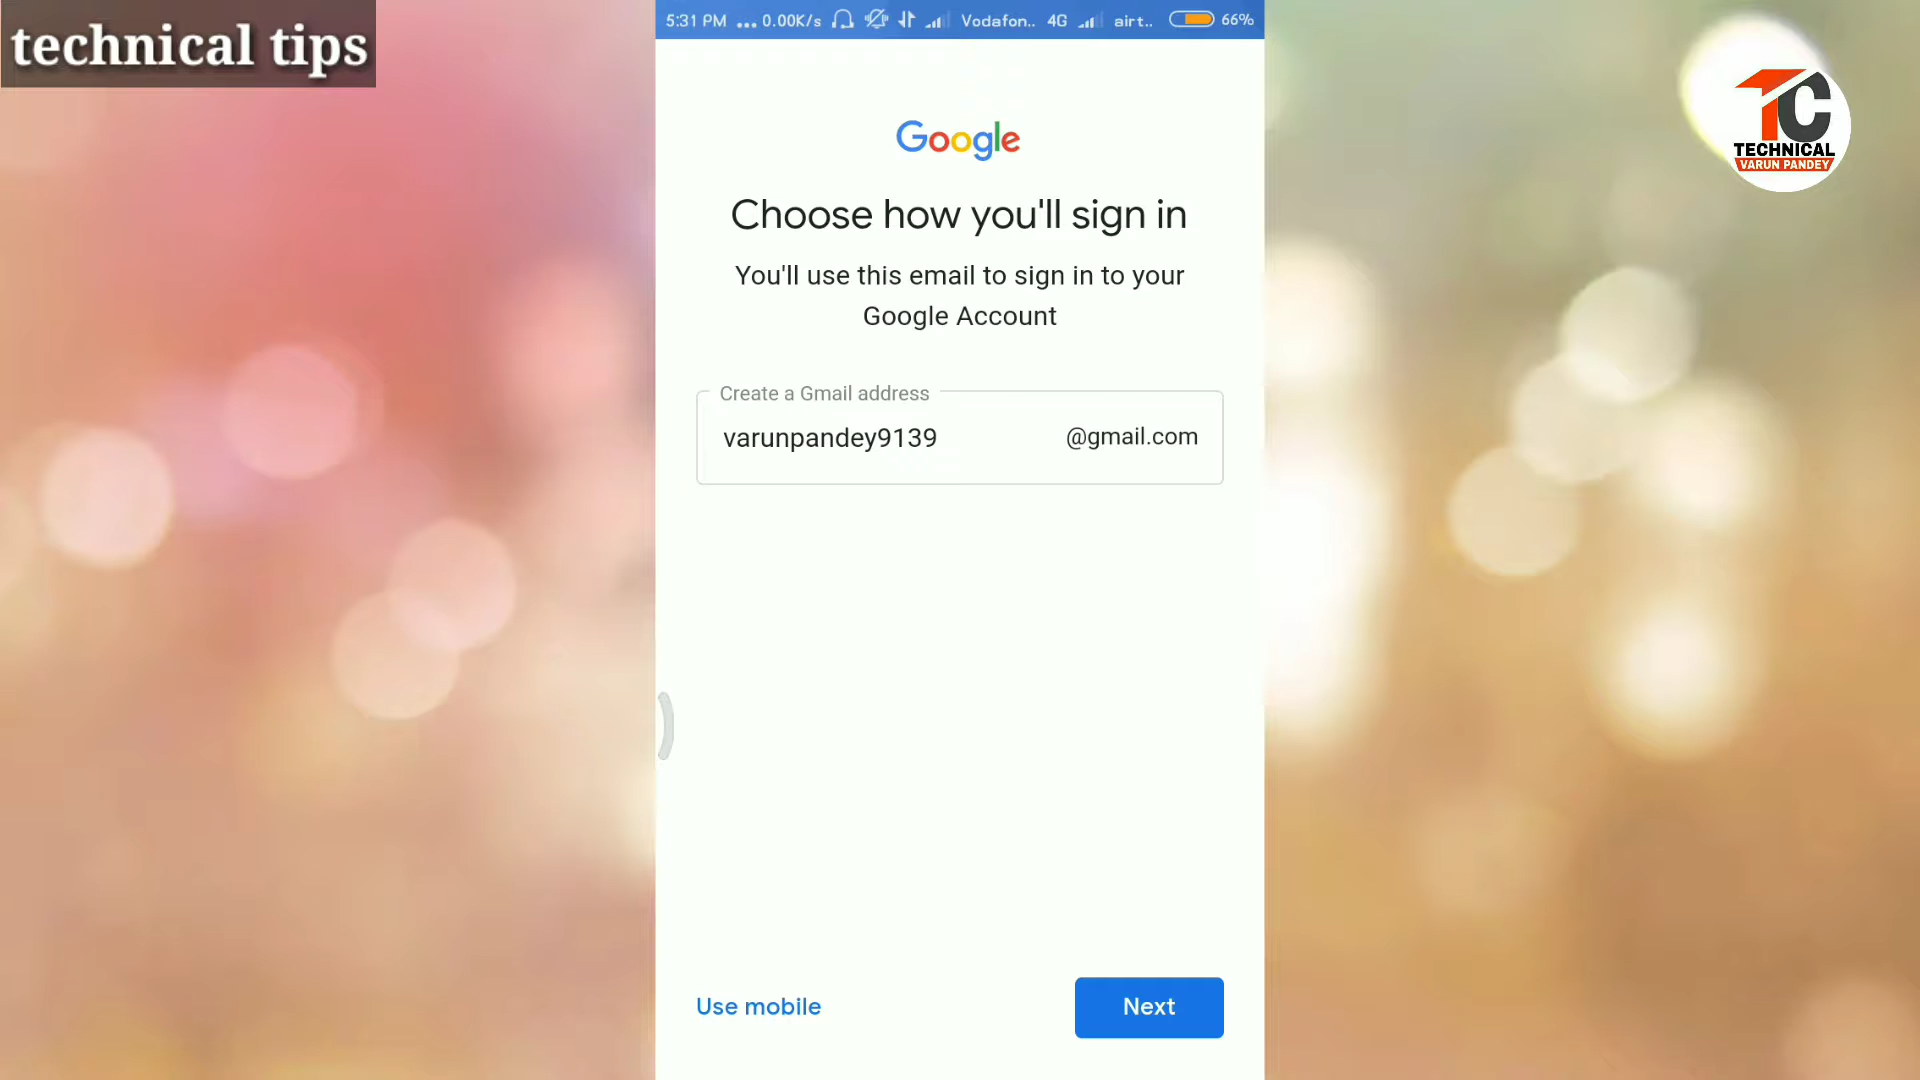 technical tips
5:31 PM ... 0.00K/s Vodafon.. 4G airt.. 66%
TC
TECHNICAL
VARUN PANDEY
Google
Choose how you'll sign in
You'll use this email to sign in to your
Google Account
Create a Gmail address
varunpandey9139 @gmail.com
Use mobile Next